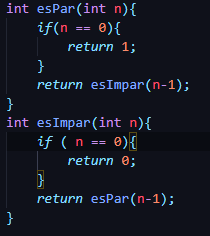 int esPar(int n){
    if(n == 0){
        return 1;
    }
    return esImpar(n-1);
}
int esImpar(int n){
    if ( n == 0){
        return 0;
    }
    return esPar(n-1);
}